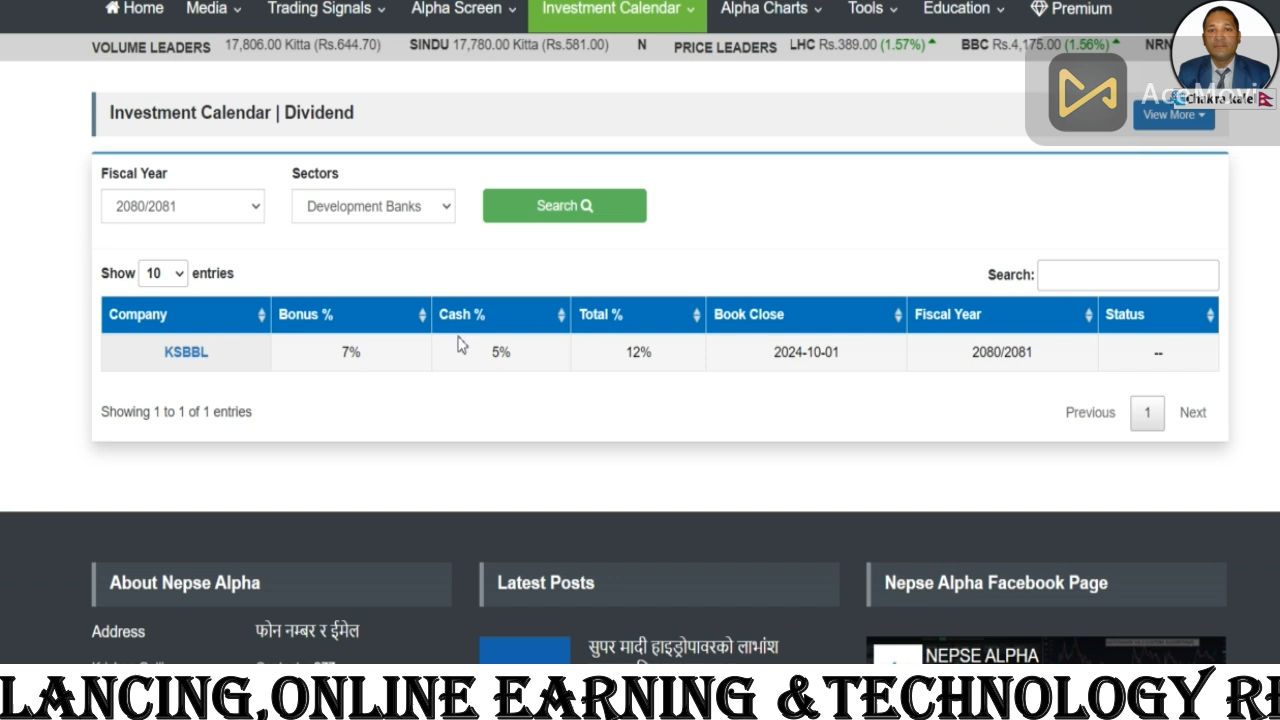 Home Media Trading Signals Alpha Screen Investment Calendar Alpha Charts Tools Education Premium
VOLUME LEADERS 17,806.00 Kitta (Rs.644.70) SINDU 17,780.00 Kitta (Rs.581.00) N PRICE LEADERS LHC Rs.389.00 (1.57%) BBC Rs.4,175.00 (1.56%) NRN
AceMovi
Chakra kafel
Investment Calendar | Dividend
View More
Fiscal Year Sectors
2080/2081 Development Banks Search
Show 10 entries Search:
Company Bonus % Cash % Total % Book Close Fiscal Year Status
KSBBL 7% 5% 12% 2024-10-01 2080/2081 --
Showing 1 to 1 of 1 entries Previous 1 Next
About Nepse Alpha Latest Posts Nepse Alpha Facebook Page
Address फोन नम्बर र ईमेल
सुपर मादी हाइड्रोपावरको लाभांश
NEPSE ALPHA
LANCING,ONLINE EARNING &TECHNOLOGY RE